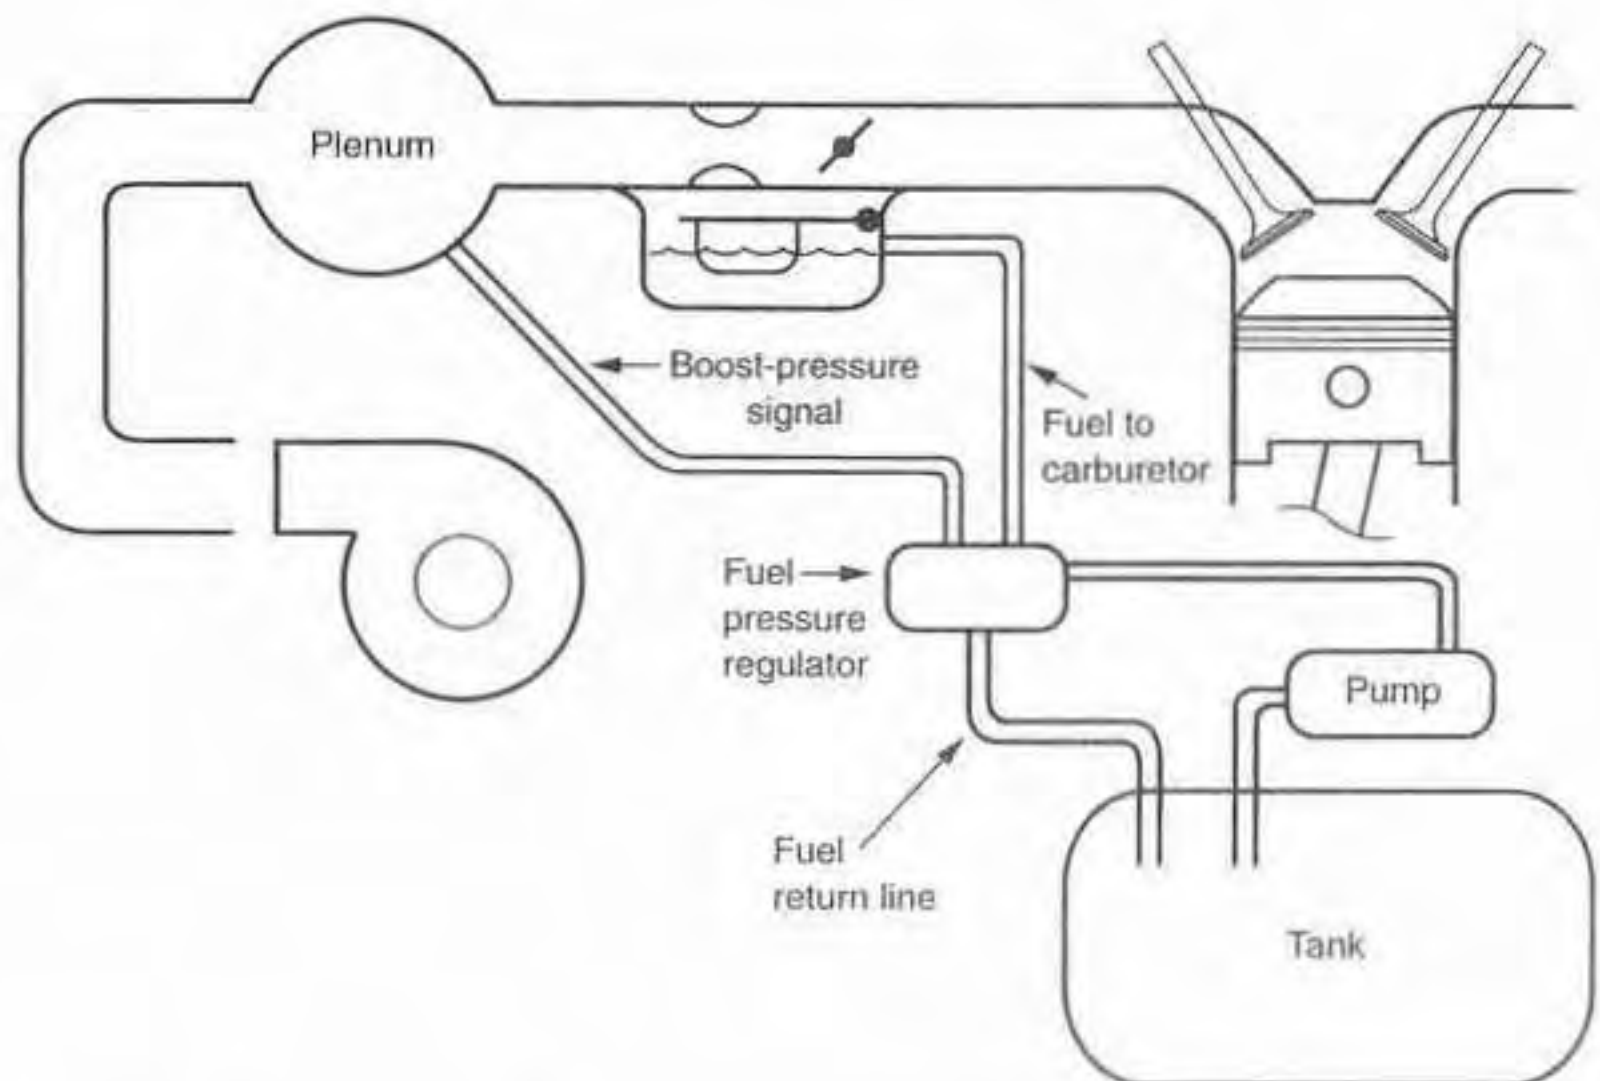 Plenum
Boost-pressure
signal
Fuel to
carburetor
Fuel
pressure
regulator
Pump
Fuel
return line
Tank